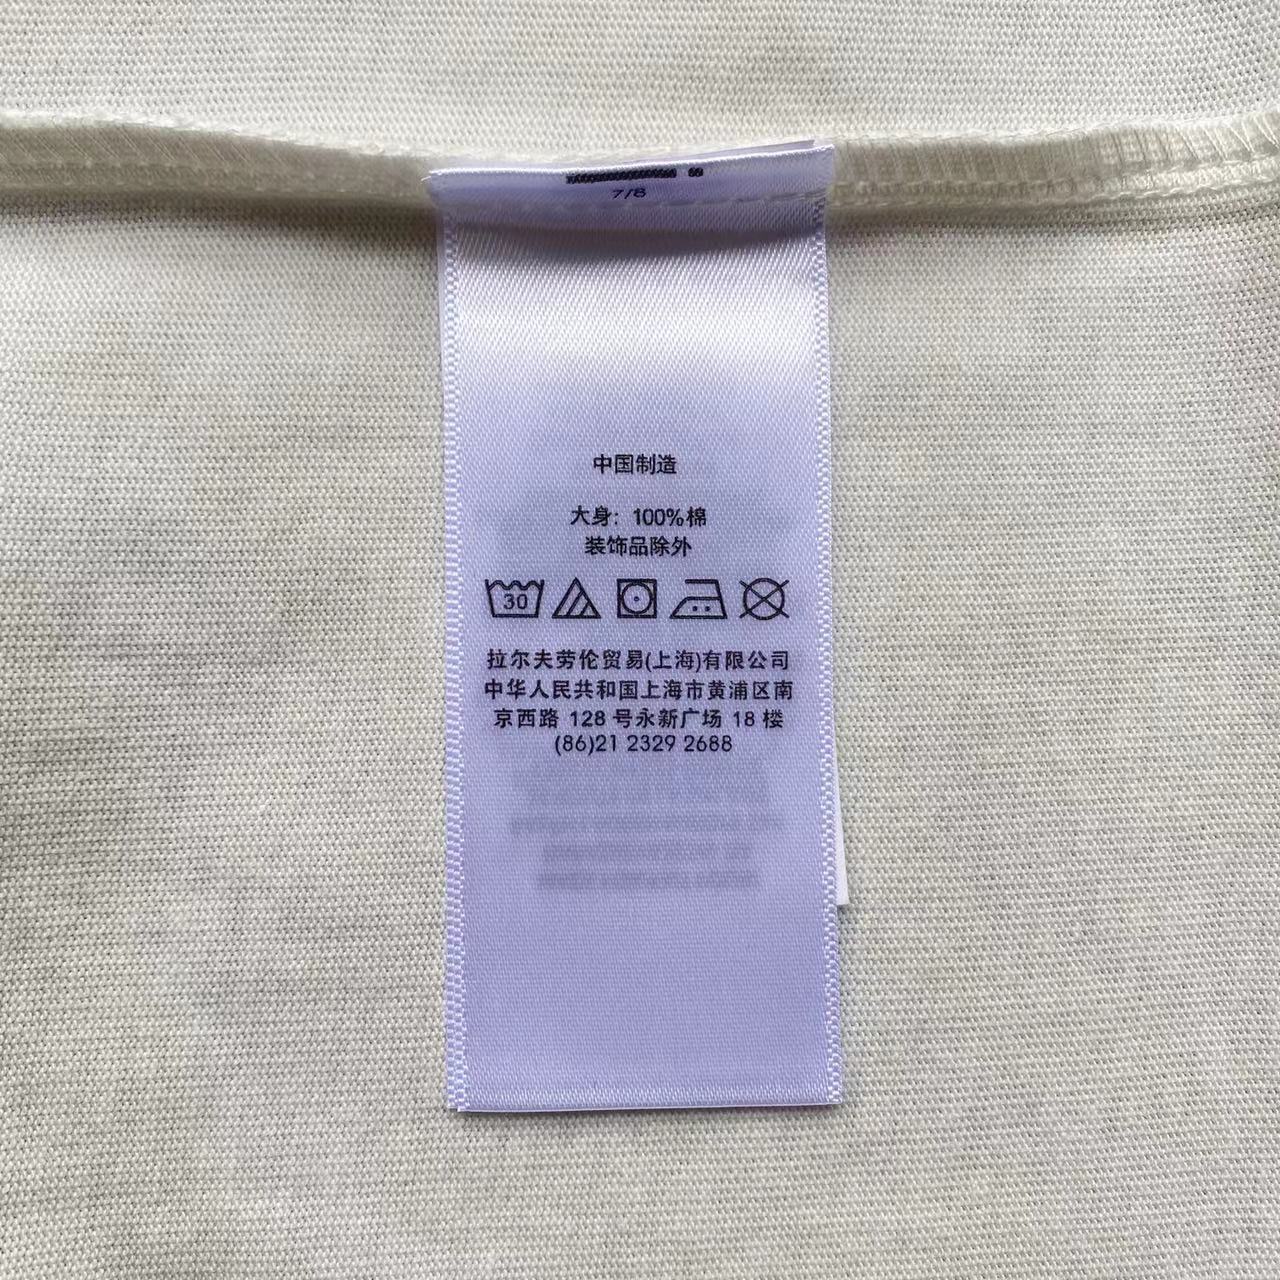 7/8
中国制造
大身: 100%棉
装饰品除外
30
拉尔夫劳伦贸易(上海)有限公司
中华人民共和国上海市黄浦区南
京西路 128 号永新广场 18 楼
(86)21 2329 2688